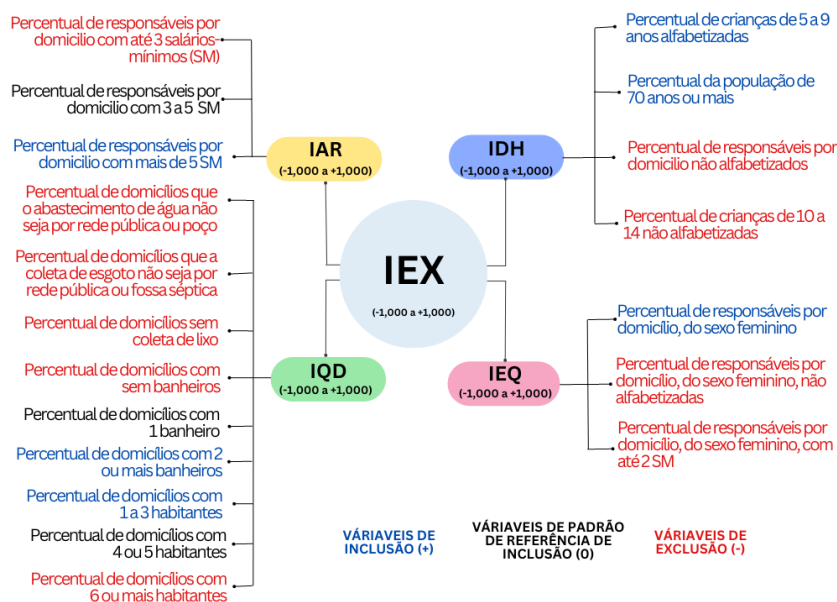 Percentual de responsáveis por
domicilio com até 3 salários-
mínimos (SM)
Percentual de responsáveis por
domicilio com 3 a 5 SM
Percentual de responsáveis por
domicilio com mais de 5 SM
IAR
(-1,000 a +1,000)
Percentual de domicílios que
o abastecimento de água não
seja por rede pública ou poço
Percentual de domicílios que a
coleta de esgoto não seja por
rede pública ou fossa séptica
Percentual de domicílios sem
coleta de lixo
Percentual de domicílios com
sem banheiros
Percentual de domicílios com
1 banheiro
Percentual de domicílios com 2
ou mais banheiros
Percentual de domicílios com
1 a 3 habitantes
Percentual de domicílios com
4 ou 5 habitantes
Percentual de domicílios com
6 ou mais habitantes
IQD
(-1,000 a +1,000)
IEX
(-1,000 a +1,000)
IDH
(-1,000 a +1,000)
Percentual de crianças de 5 a 9
anos alfabetizadas
Percentual da população de
70 anos ou mais
Percentual de responsáveis por
domicilio não alfabetizados
Percentual de crianças de 10 a
14 não alfabetizadas
IEQ
(-1,000 a +1,000)
Percentual de responsáveis por
domicílio, do sexo feminino
Percentual de responsáveis por
domicílio, do sexo feminino, não
alfabetizadas
Percentual de responsáveis por
domicílio, do sexo feminino, com
até 2 SM
VÁRIAVEIS DE
INCLUSÃO (+)
VÁRIAVEIS DE PADRÃO
DE REFERÊNCIA DE
INCLUSÃO (0)
VÁRIAVEIS DE
EXCLUSÃO (-)